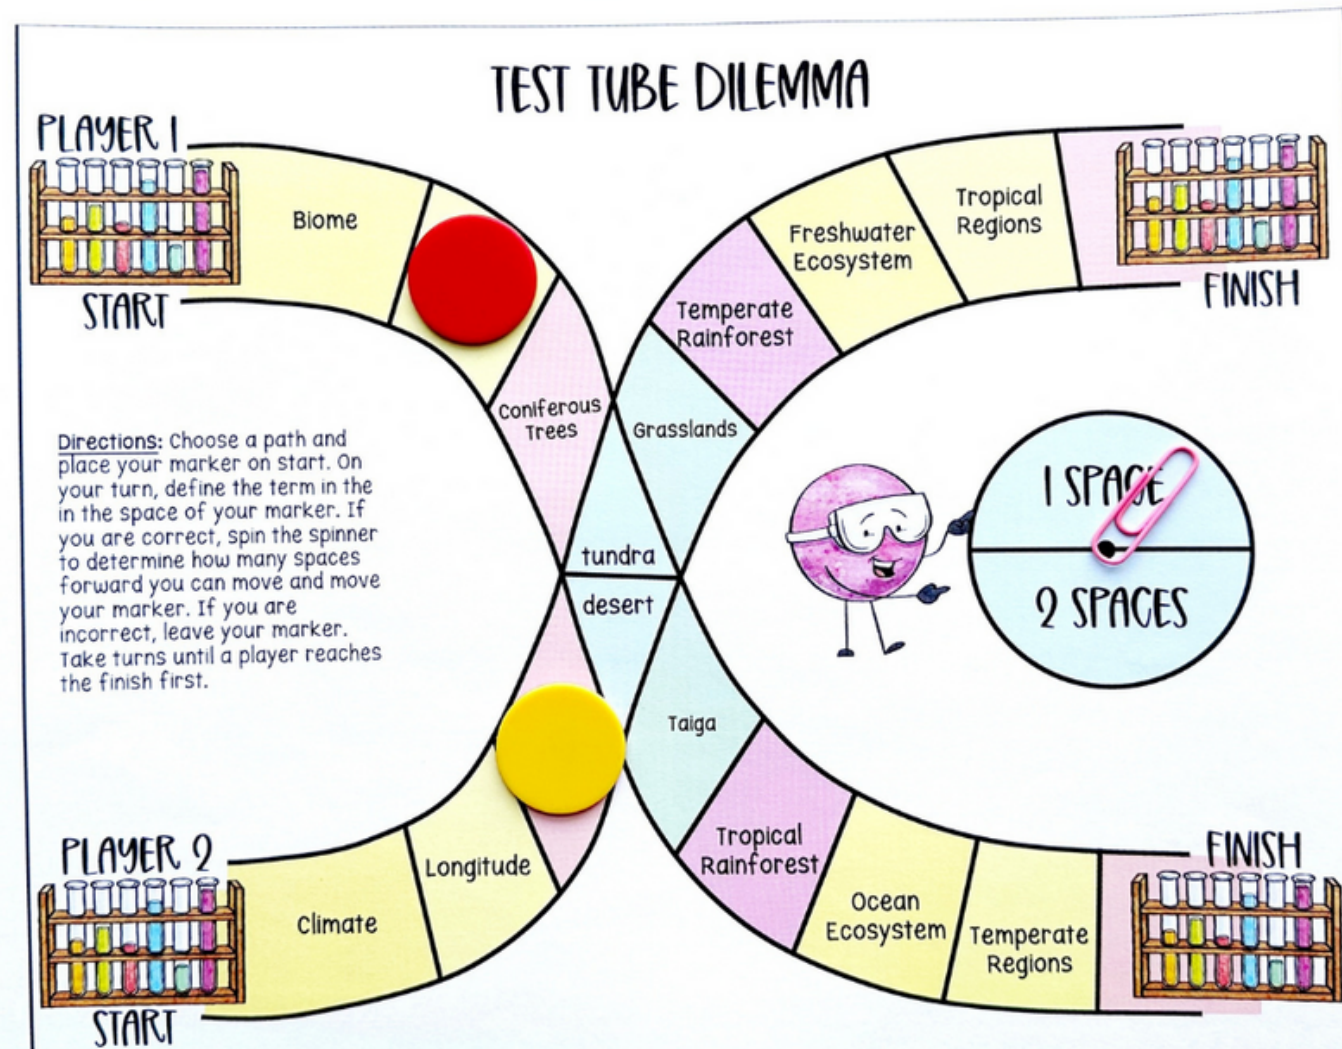 TEST TUBE DILEMMA
PLAYER 1
START
Biome
Coniferous
Trees
tundra
Grasslands
Temperate
Rainforest
Freshwater
Ecosystem
Tropical
Regions
FINISH
Directions: Choose a path and
place your marker on start. On
your turn, define the term in the
in the space of your marker. If
you are correct, spin the spinner
to determine how many spaces
forward you can move and move
your marker. If you are
incorrect, leave your marker.
Take turns until a player reaches
the finish first.
1 SPACE
2 SPACES
PLAYER 2
START
Climate
Longitude
desert
Taiga
Tropical
Rainforest
Ocean
Ecosystem
Temperate
Regions
FINISH